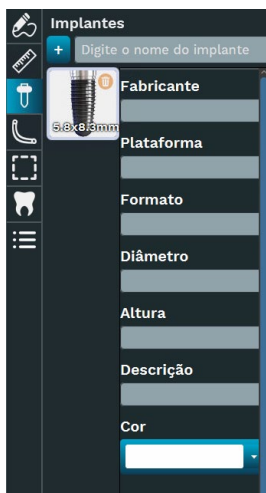 Implantes
+ Digite o nome do implante
5.8x8.3mm
Fabricante
Plataforma
Formato
Diâmetro
Altura
Descrição
Cor